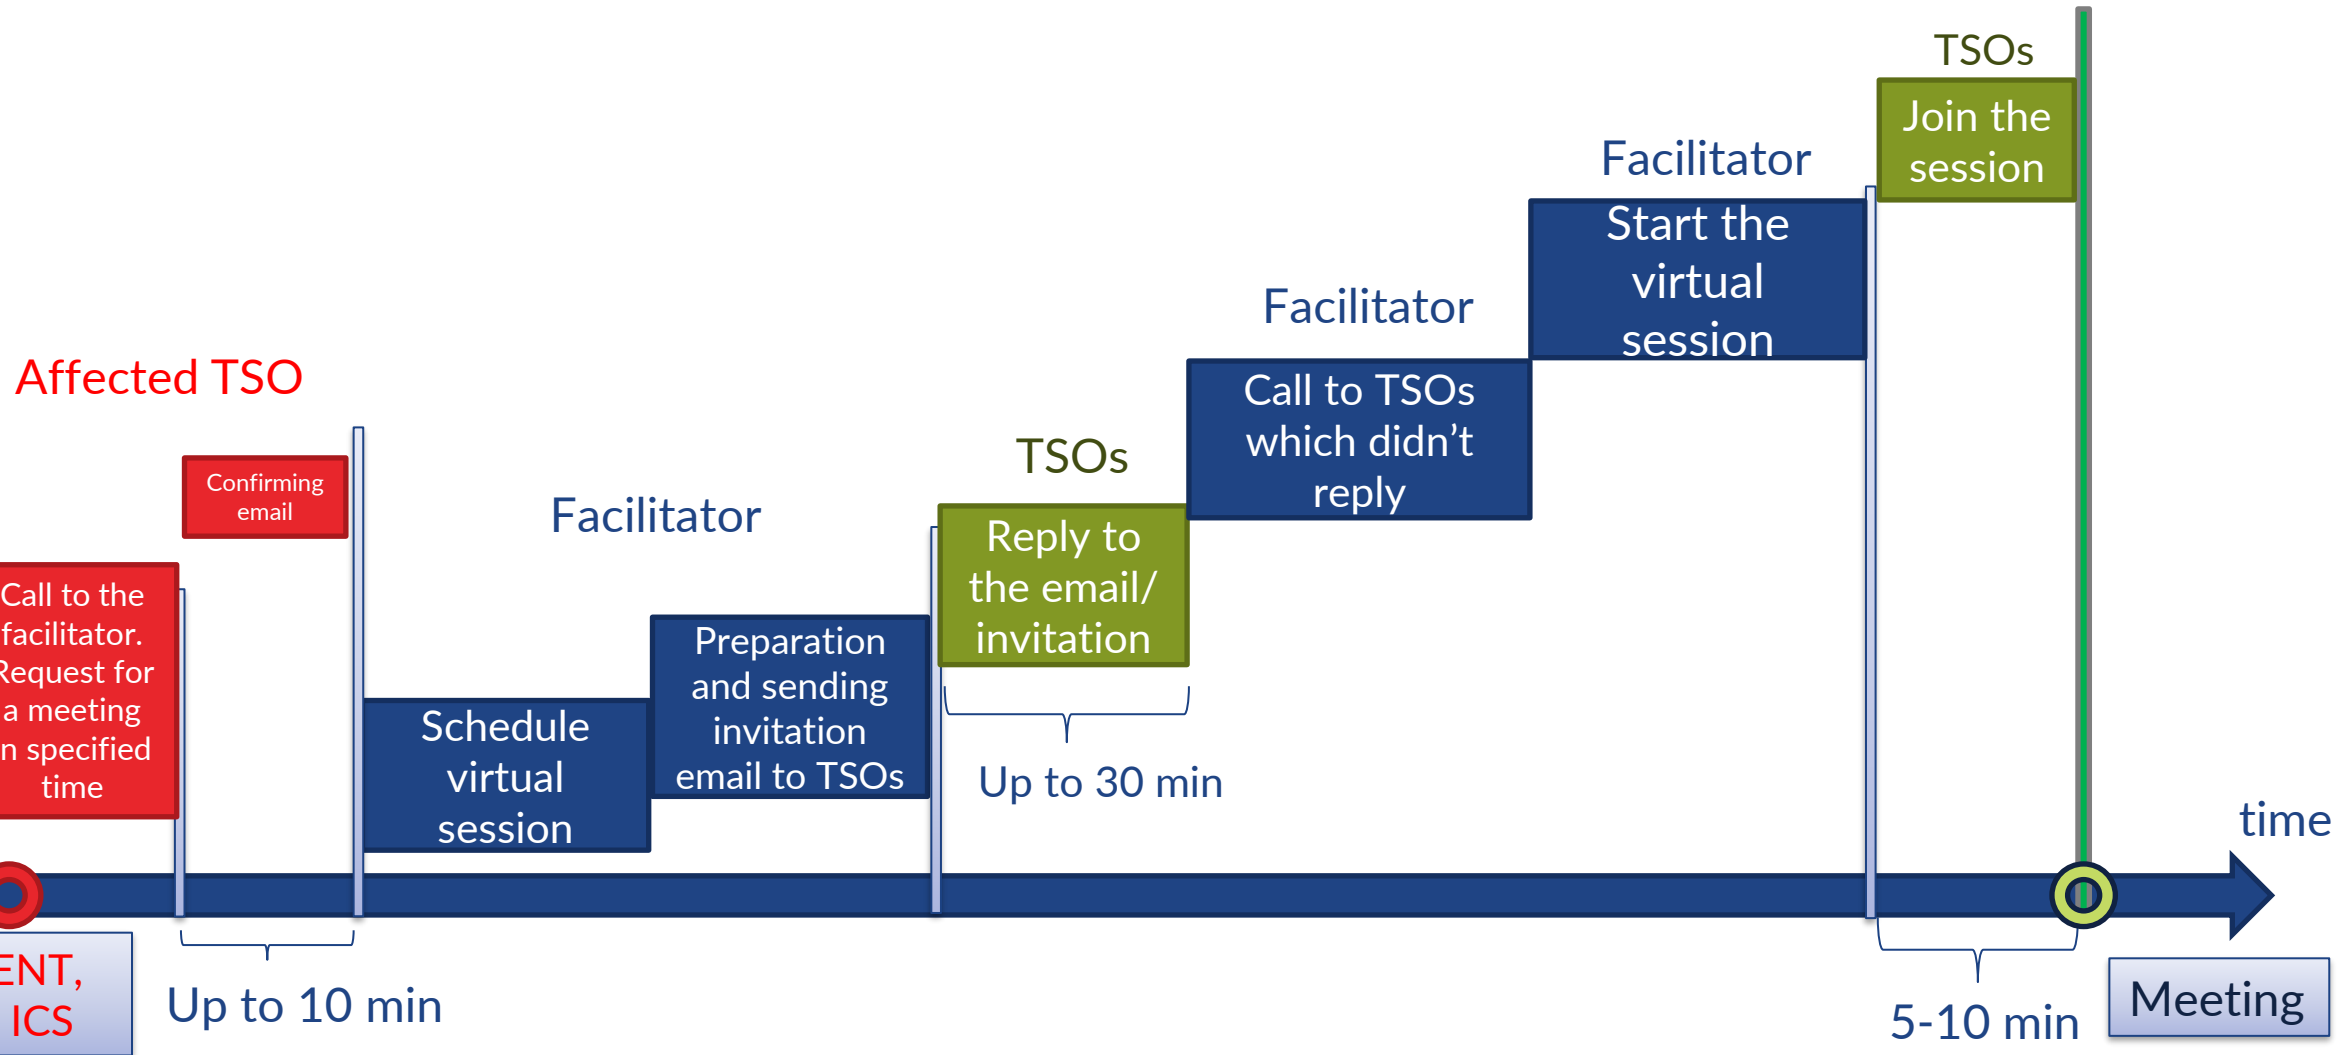 Affected TSO
Call to the
facilitator.
Request for
a meeting
n specified
time
Confirming
email
Facilitator
Schedule
virtual
session
Preparation
and sending
invitation
email to TSOs
TSOs
Reply to
the email/
invitation
Up to 30 min
Facilitator
Call to TSOs
which didn’t
reply
Facilitator
Start the
virtual
session
TSOs
Join the
session
time
ENT,
ICS
Up to 10 min
5-10 min
Meeting